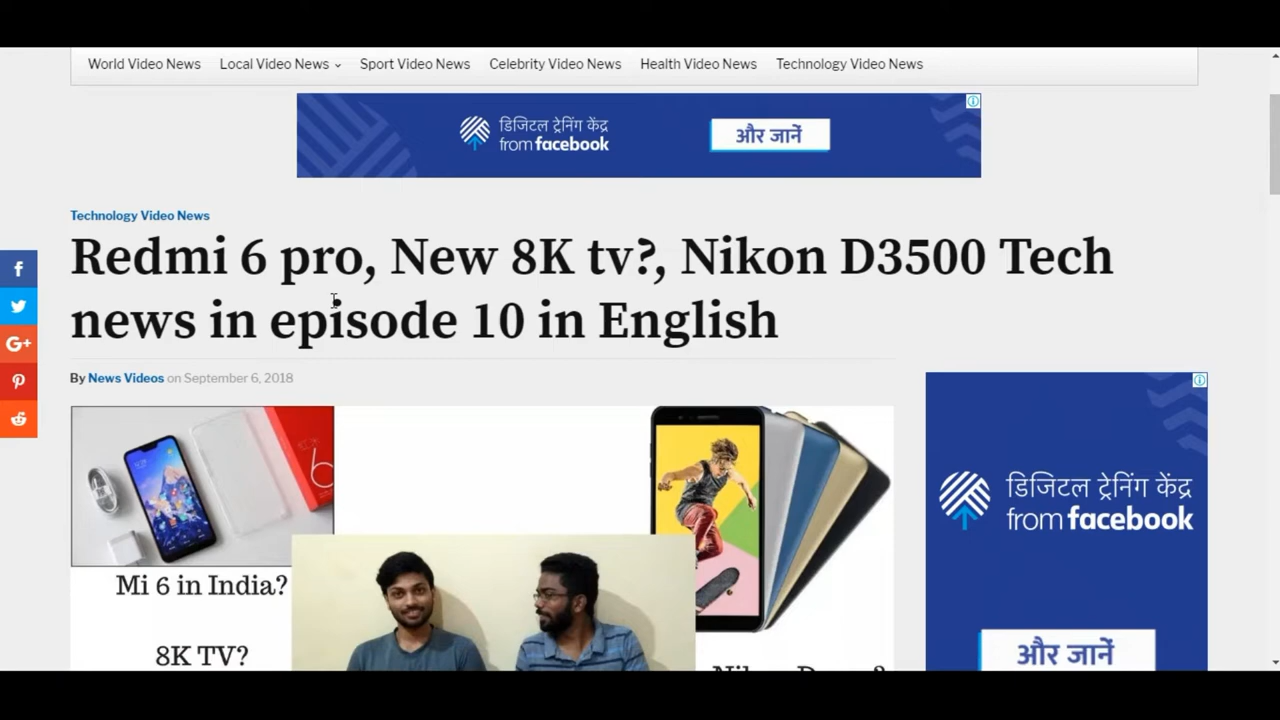 World Video News Local Video News Sport Video News Celebrity Video News Health Video News Technology Video News
डिजिटल ट्रेनिंग केंद्र
from facebook
और जानें
Technology Video News
Redmi 6 pro, New 8K tv?, Nikon D3500 Tech
news in episode 10 in English
By News Videos on September 6, 2018
f
G+
6
Mi 6 in India?
8K TV?
डिजिटल ट्रेनिंग केंद्र
from facebook
और जानें